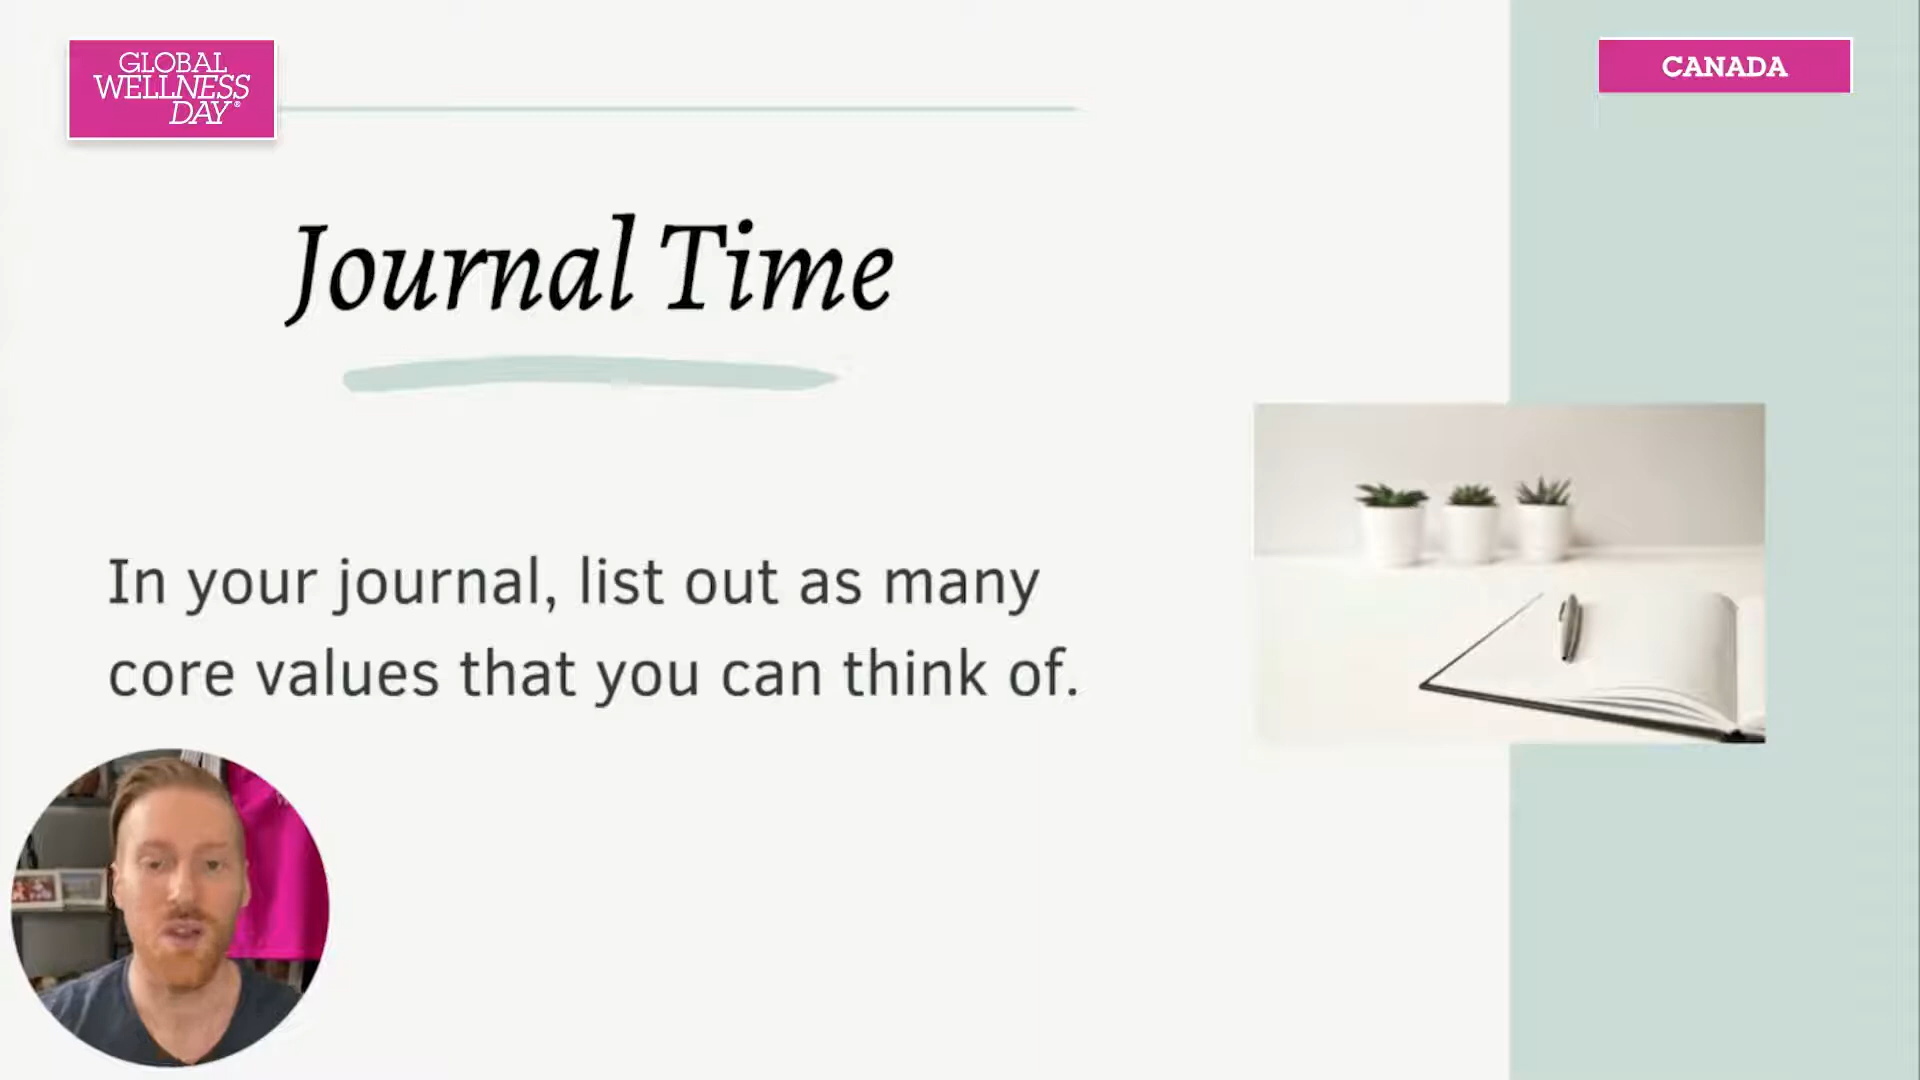 GLOBAL
WELLNESS
DAY®
CANADA
Journal Time
In your journal, list out as many
core values that you can think of.